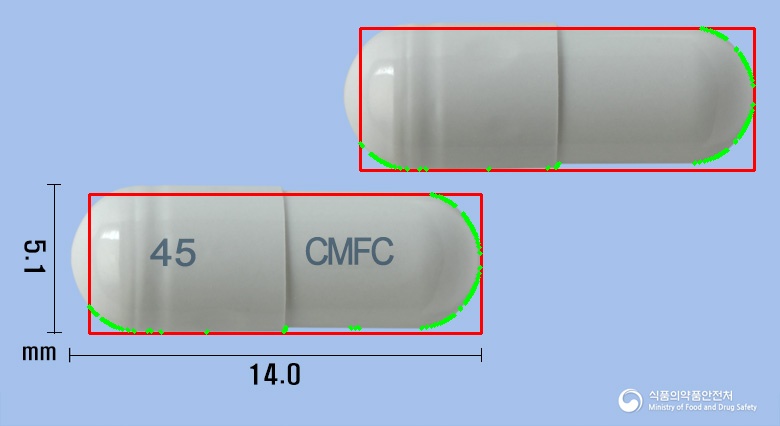 45 CMFC
5.1
mm
14.0
식품의약품안전처
Ministry of Food and Drug Safety